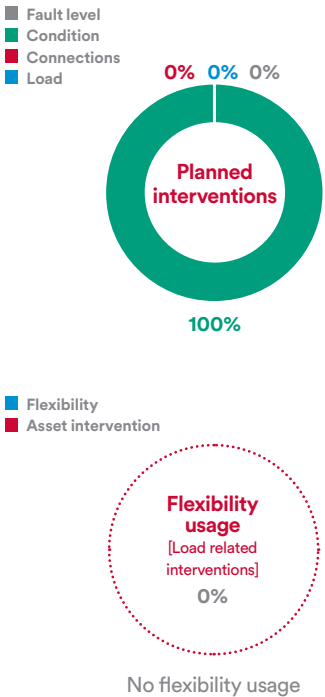 Fault level
Condition
Connections
Load
0% 0% 0%
Planned
interventions
100%
Flexibility
Asset intervention
Flexibility
usage
[Load related
interventions]
0%
No flexibility usage